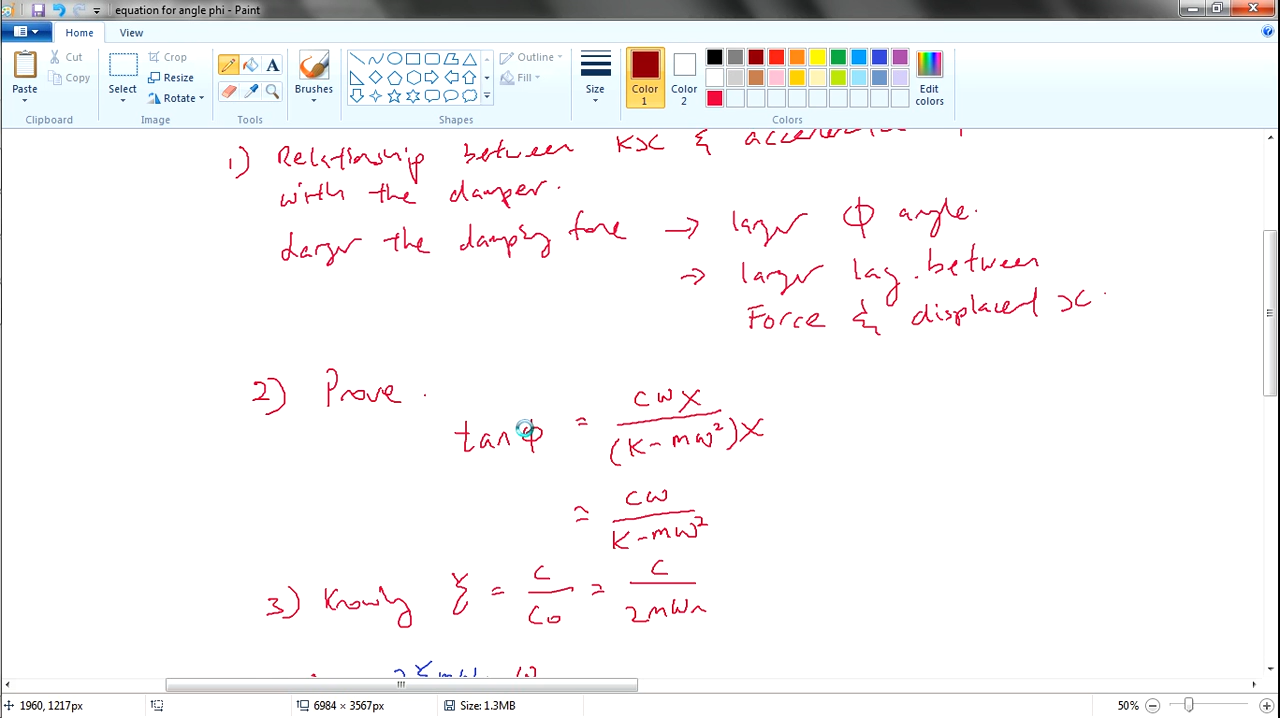 equation for angle phi - Paint
Home View
Paste
Cut
Copy
Clipboard
Select
Crop
Resize
Rotate
Image
Tools
Brushes
Shapes
Outline
Fill
Size
Color 1
Color 2
Edit colors
Colors
1) Relationship between Kx &
with the damper.
Larger the damping force → larger Φ angle.
⇒ larger lag between
Force & displaced x
2) Prove.
tan φ = cωX / (K - mω²)X
= cω / K - mω²
3) Knowing ξ = c / co = c / 2mωn
1960, 1217px
6984 × 3567px
Size: 1.3MB
50%